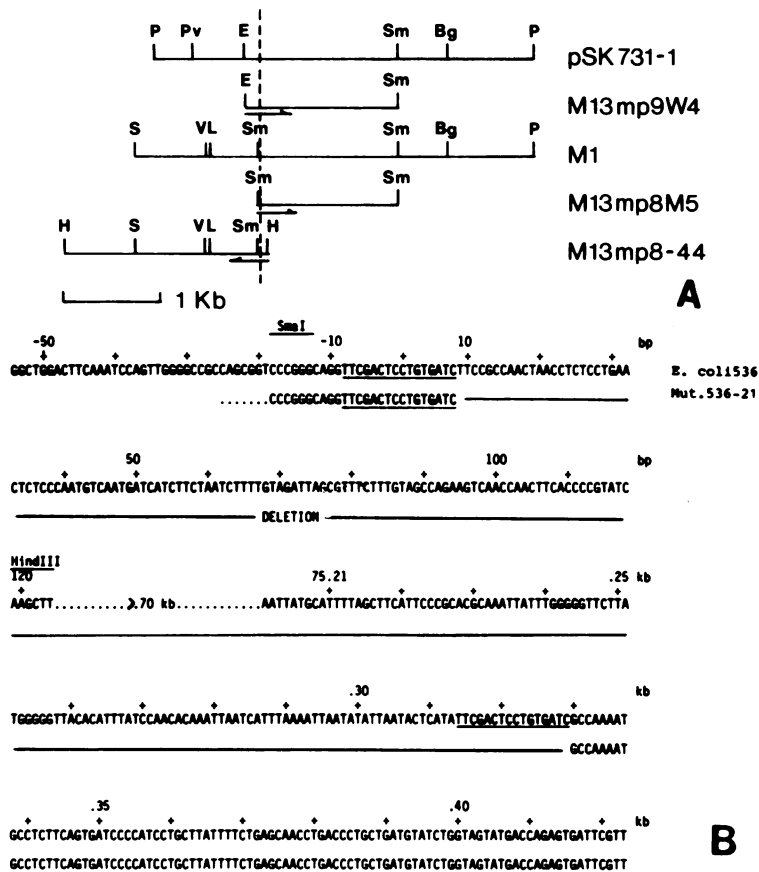 P Pv E Sm Bg P
pSK731-1
E Sm
M13mp9W4
S VL Sm Sm Bg P
M1
Sm Sm
M13mp8M5
H S VL Sm H
M13mp8-44
1 Kb
A
SmaI
-50 -10 10 bp
GGCTGGACTTCAAATCCAGTTGGGGCCGCCAGCGGTCCCGGGCAGGTTCGACTCCTGTGATCTTCCGCCAACTAACCTCTCCTGAA
E. coli536
.......CCCGGGCAGGTTCGACTCCTGTGATC
Mut.536-21
50 100 bp
CTCTCCCAATGTCAATGATCATCTTCTAATCTTTTGTAGATTAGCGTTTCTTTGTAGCCAGAAGTCAACCAACTTCACCCCGTATC
DELETION
HindIII
120 75.21 .25 kb
AAGCTT...........>.70 kb............AATTATGCATTTTAGCTTCATTCCCGCACGCAAATTATTTGGGGGTTCTTA
.30 kb
TGGGGGTTACACATTTATCCAACACAAATTAATCATTTAAAATTAATATATTAATACTCATATTCGACTCCTGTGATCGCCAAAAT
GCCAAAAT
.35 .40 kb
GCCTCTTCAGTGATCCCCATCCTGCTTATTTTCTGAGCAACCTGACCCTGCTGATGTATCTGGTAGTATGACCAGAGTGATTCGTT
GCCTCTTCAGTGATCCCCATCCTGCTTATTTTCTGAGCAACCTGACCCTGCTGATGTATCTGGTAGTATGACCAGAGTGATTCGTT
B